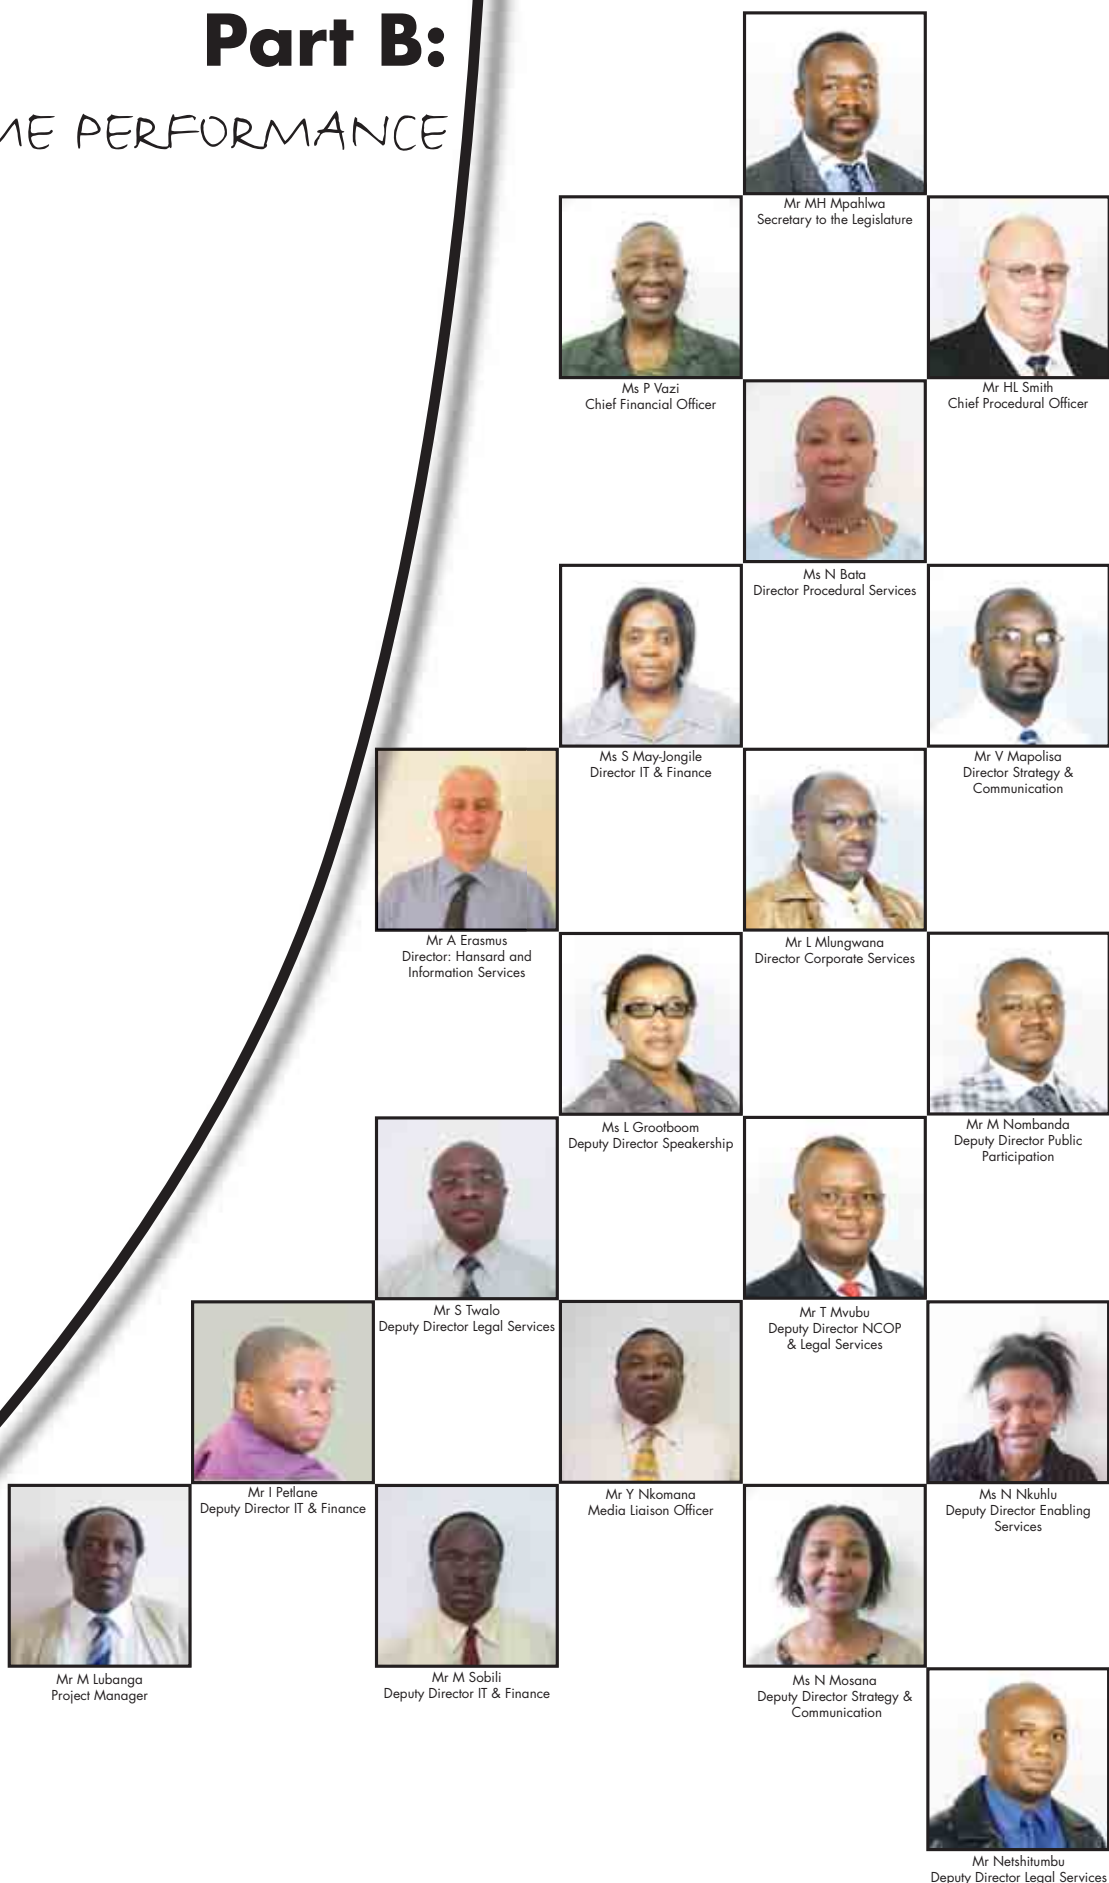 Part B:
ME PERFORMANCE
Mr MH Mpahlwa
Secretary to the Legislature
Ms P Vazi
Chief Financial Officer
Mr HL Smith
Chief Procedural Officer
Ms N Bata
Director Procedural Services
Ms S May-Jongile
Director IT & Finance
Mr V Mapolisa
Director Strategy &
Communication
Mr A Erasmus
Director: Hansard and
Information Services
Mr L Mlungwana
Director Corporate Services
Ms L Grootboom
Deputy Director Speakership
Mr M Nombanda
Deputy Director Public
Participation
Mr S Twalo
Deputy Director Legal Services
Mr T Mvubu
Deputy Director NCOP
& Legal Services
Mr I Petlane
Deputy Director IT & Finance
Mr Y Nkomana
Media Liaison Officer
Ms N Nkuhlu
Deputy Director Enabling
Services
Mr M Lubanga
Project Manager
Mr M Sobili
Deputy Director IT & Finance
Ms N Mosana
Deputy Director Strategy &
Communication
Mr Netshitumbu
Deputy Director Legal Services